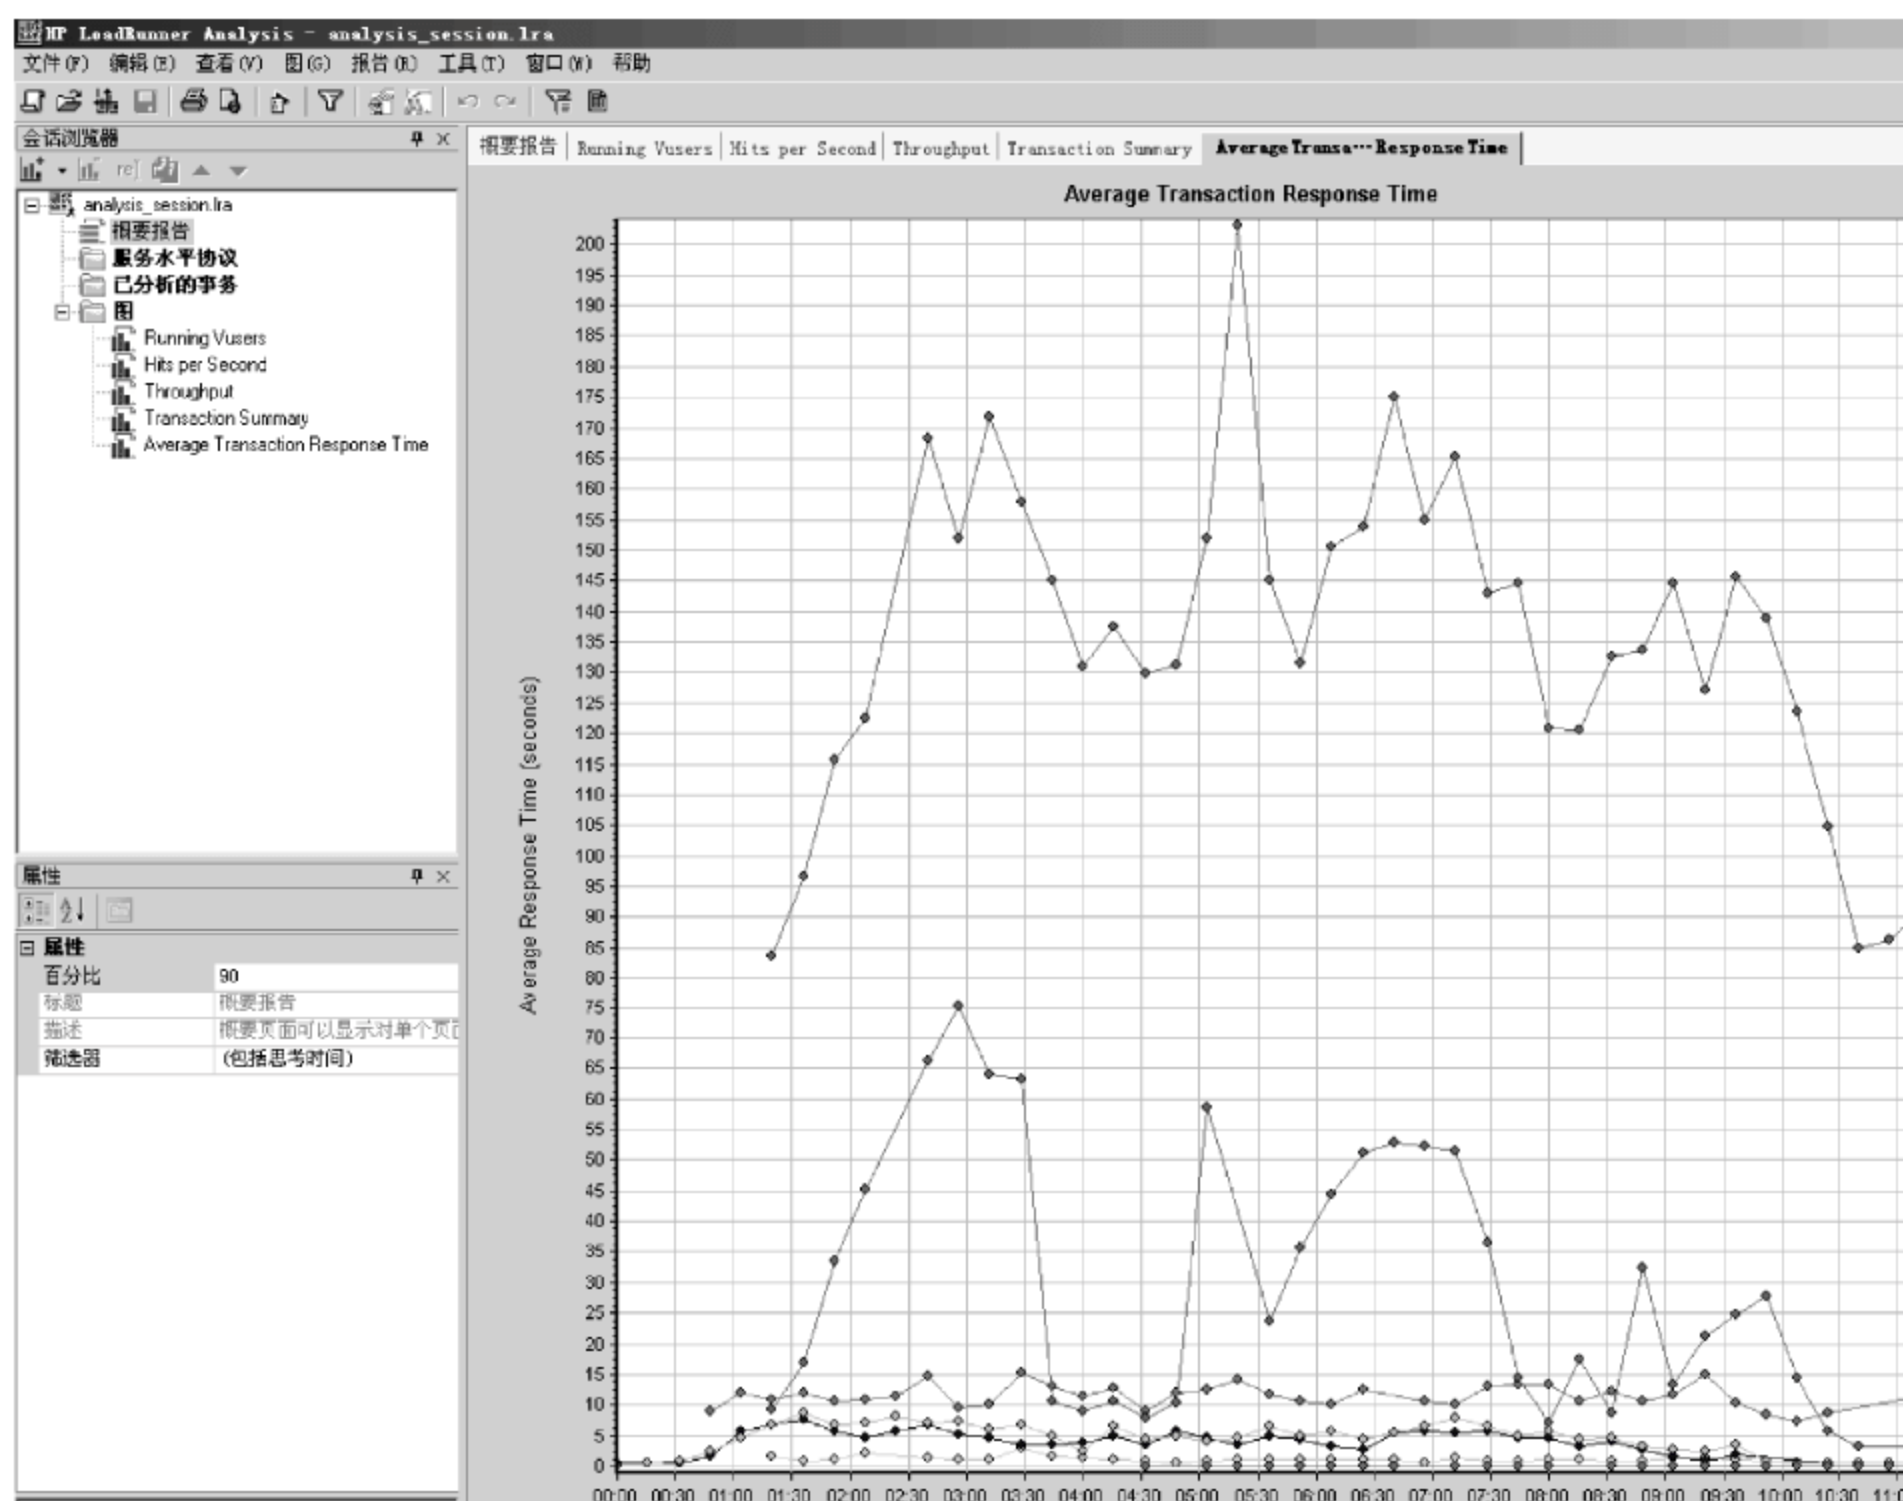 HP LoadRunner Analysis - analysis_session.lra
文件(F) 编辑(E) 查看(V) 图(G) 报告(R) 工具(T) 窗口(W) 帮助
会话浏览器
analysis_session.lra
概要报告
服务水平协议
已分析的事务
图
Running Vusers
Hits per Second
Throughput
Transaction Summary
Average Transaction Response Time
属性
属性
百分比 90
标题 概要报告
描述 概要页面可以显示对单个页
筛选器 (包括思考时间)
概要报告 Running Vusers Hits per Second Throughput Transaction Summary AverageTransa···ResponseTime
Average Transaction Response Time
Average Response Time (seconds)
200
195
190
185
180
175
170
165
160
155
150
145
140
135
130
125
120
115
110
105
100
95
90
85
80
75
70
65
60
55
50
45
40
35
30
25
20
15
10
5
0
00:00 00:30 01:00 01:30 02:00 02:30 03:00 03:30 04:00 04:30 05:00 05:30 06:00 06:30 07:00 07:30 08:00 08:30 09:00 09:30 10:00 10:30